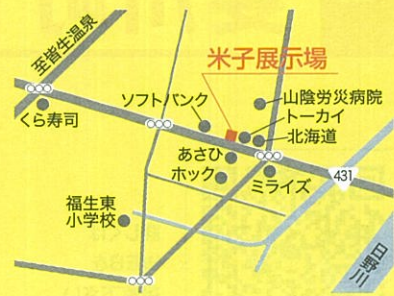 至皆生温泉
米子展示場
くら寿司
ソフトバンク
山陰労災病院
トーカイ
北海道
あさひ
ホック
ミライズ
431
福生東
小学校
日野川